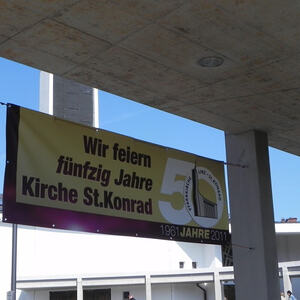 Wir feiern
fünfzig Jahre
Kirche St.Konrad
50
1961 JAHRE 2011